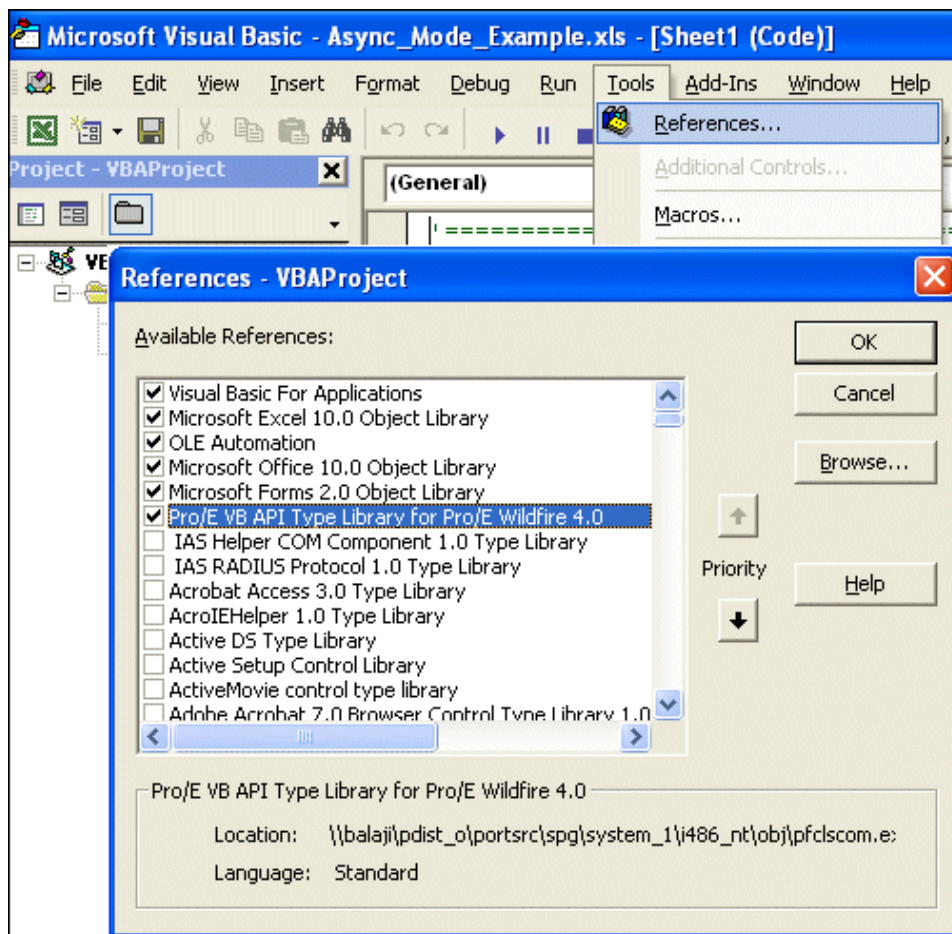 Microsoft Visual Basic - Async_Mode_Example.xls - [Sheet1 (Code)]
File Edit View Insert Format Debug Run Tools Add-Ins Window Help
References...
Project - VBAProject
(General)
Additional Controls...
Macros...
' ===========
VB
References - VBAProject
Available References:
OK
Visual Basic For Applications
Cancel
Microsoft Excel 10.0 Object Library
OLE Automation
Microsoft Office 10.0 Object Library
Browse...
Microsoft Forms 2.0 Object Library
Pro/E VB API Type Library for Pro/E Wildfire 4.0
IAS Helper COM Component 1.0 Type Library
IAS RADIUS Protocol 1.0 Type Library
Priority
Acrobat Access 3.0 Type Library
Help
AcroIEHelper 1.0 Type Library
Active DS Type Library
Active Setup Control Library
ActiveMovie control type library
Adobe Acrobat 7.0 Browser Control Type Library 1.0
Pro/E VB API Type Library for Pro/E Wildfire 4.0
Location: \\balaji\pdist_o\portsrc\spg\system_1\i486_nt\obj\pfclscom.e
Language: Standard